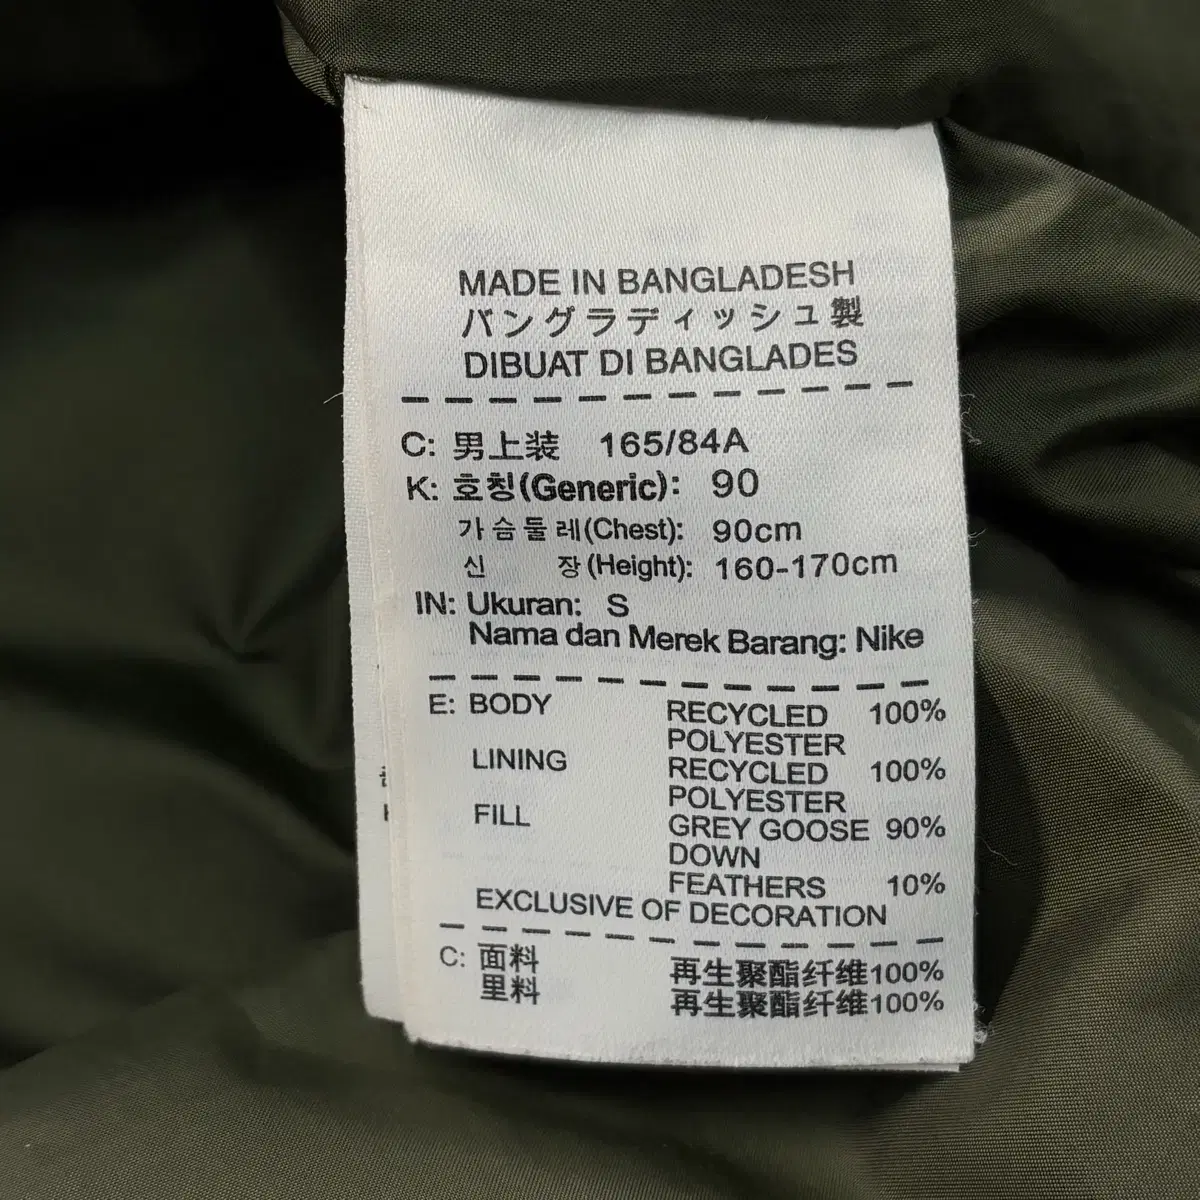 MADE IN BANGLADESH
バングラディッシュ製
DIBUAT DI BANGLADES
C: 男上装 165/84A
K: 호칭(Generic): 90
가슴둘레(Chest): 90cm
신 장(Height): 160-170cm
IN: Ukuran: S
Nama dan Merek Barang: Nike
E: BODY RECYCLED 100%
POLYESTER
LINING RECYCLED 100%
POLYESTER
FILL GREY GOOSE 90%
DOWN
FEATHERS 10%
EXCLUSIVE OF DECORATION
C: 面料 再生聚酯纤维100%
里料 再生聚酯纤维100%